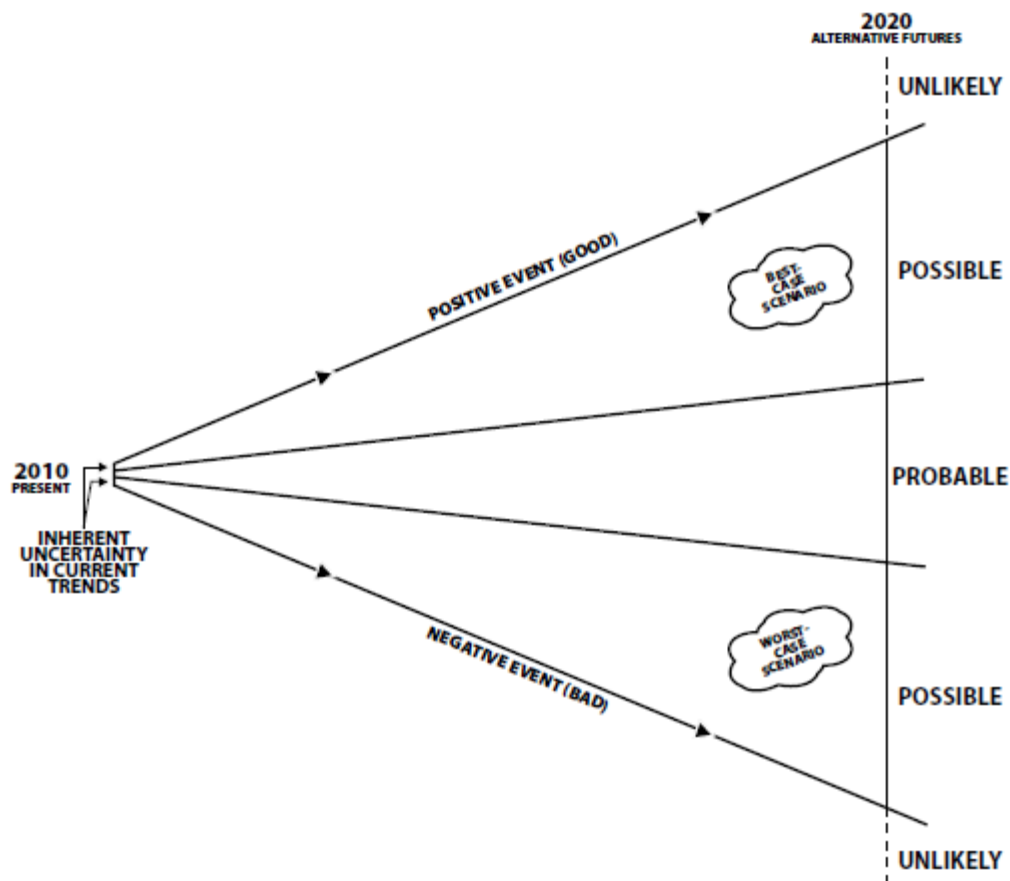 2020
ALTERNATIVE FUTURES
UNLIKELY
POSITIVE EVENT (GOOD)
BEST-
CASE
SCENARIO
POSSIBLE
2010
PRESENT
PROBABLE
INHERENT
UNCERTAINTY
IN CURRENT
TRENDS
NEGATIVE EVENT (BAD)
WORST-
CASE
SCENARIO
POSSIBLE
UNLIKELY